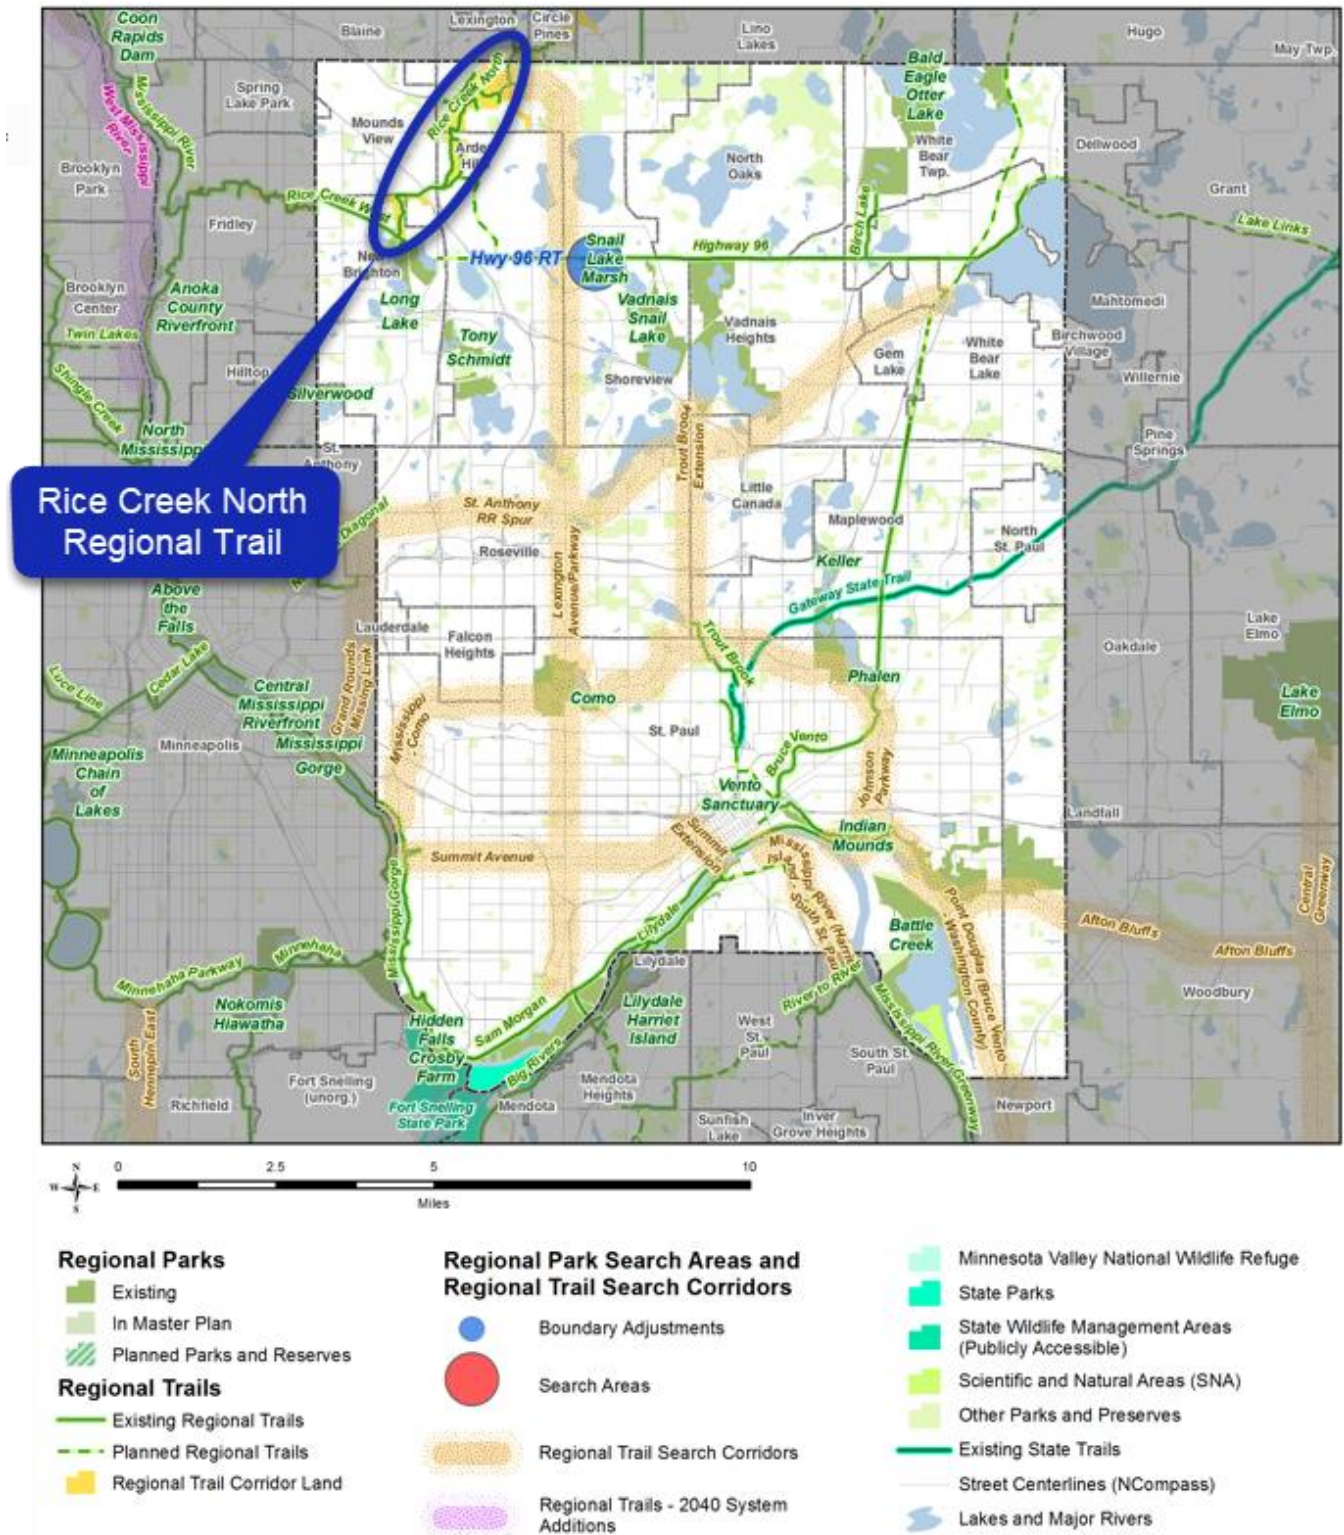 Coon
Rapids
Dam
Blaine
Lexington
Circle
Pines
Lino
Lakes
Hugo
May Twp.
Spring
Lake Park
Mississippi River
West Mississippi
River
Mounds
View
Rice Creek North
Bald
Eagle
Otter
Lake
White
Bear
Twp.
Dellwood
Brooklyn
Park
North
Oaks
Grant
Rice Creek West
Fridley
Birch Lake
Lake Links
Hwy 96 RT
Snail
Lake
Marsh
Highway 96
Brighton
Brooklyn
Center
Anoka
County
Riverfront
Long
Lake
Vadnais
Snail
Lake
Mahtomedi
Twin Lakes
Tony
Schmidt
Vadnais
Heights
Birchwood
Village
Gem
Lake
White
Bear
Lake
Hilltop
Shingle Creek
Silverwood
Shoreview
Willernie
North
Mississippi
St.
Anthony
Trout Brook
Extension
Pine
Springs
Rice Creek North
Regional Trail
Diagonal
St. Anthony
RR Spur
Little
Canada
Maplewood
North
St. Paul
Roseville
Lexington
Avenue/Parkway
Keller
Gateway State Trail
Above
the
Falls
Lauderdale
Falcon
Heights
Trout Brook
Lake
Elmo
Oakdale
Luce Line
Cedar Lake
Grand Rounds
Missing Link
Central
Mississippi
Riverfront
Mississippi
Gorge
Mississippi
- Como
Como
Phalen
Lake
Elmo
Minneapolis
St. Paul
Bruce Vento
Minneapolis
Chain
of
Lakes
Vento
Sanctuary
Johnson
Parkway
Landfall
Summit Avenue
Summit
Extension
Indian
Mounds
Mississippi Gorge
Mississippi River (Harriet
Island - South St. Paul
Point Douglas (Bruce Vento
- Washington County)
Central
Greenway
Battle
Creek
Afton Bluffs
Afton Bluffs
Lilydale
Minnehaha
Minnehaha Parkway
Lilydale
River to River
Woodbury
Nokomis
Hiawatha
Hidden
Falls
Crosby
Farm
Sam Morgan
Lilydale
Harriet
Island
West
St.
Paul
Mississippi River Greenway
South
Hennepin East
Big Rivers
South St.
Paul
Fort Snelling
(unorg.)
Mendota
Heights
Richfield
Fort Snelling
State Park
Mendota
Sunfish
Lake
Inver
Grove Heights
Newport
N
W E
S
0 2.5 5 10
Miles
Regional Parks
Existing
In Master Plan
Planned Parks and Reserves
Regional Trails
Existing Regional Trails
Planned Regional Trails
Regional Trail Corridor Land
Regional Park Search Areas and
Regional Trail Search Corridors
Boundary Adjustments
Search Areas
Regional Trail Search Corridors
Regional Trails - 2040 System
Additions
Minnesota Valley National Wildlife Refuge
State Parks
State Wildlife Management Areas
(Publicly Accessible)
Scientific and Natural Areas (SNA)
Other Parks and Preserves
Existing State Trails
Street Centerlines (NCompass)
Lakes and Major Rivers